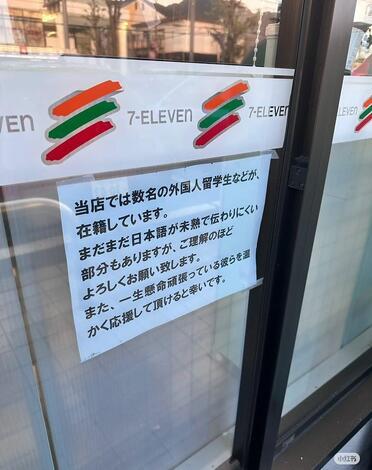 7-ELEVEN
7-ELEVEN
当店では数名の外国人留学生などが、
在籍しています。
まだまだ日本語が未熟で伝わりにくい
部分もありますが、ご理解のほど
よろしくお願い致します。
また、一生懸命頑張っている彼らを温
かく応援して頂けると幸いです。
小红书